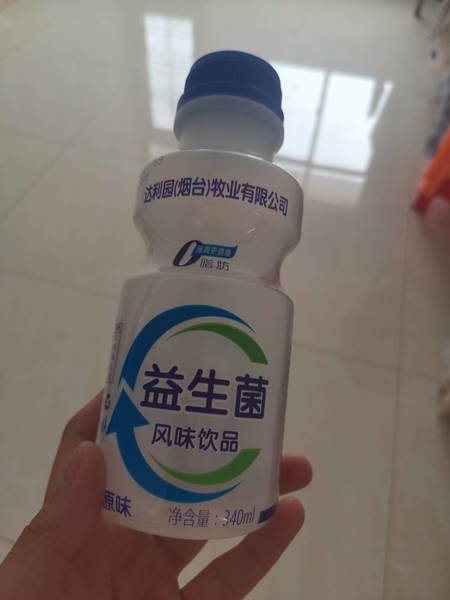 达利园(烟台)牧业有限公司
0脂肪
益生菌
风味饮品
原味
净含量:340ml